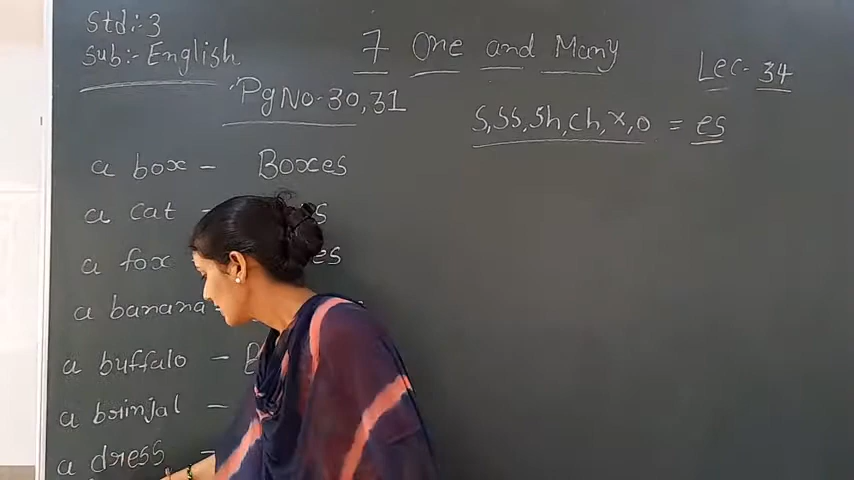 Std:- 3
Sub:- English
7 One and Many
Lec- 34
Pg No- 30, 31
s, ss, sh, ch, x, o = es
a box - Boxes
a cat -
a fox
a banana
a buffalo -
a brinjal -
a dress -